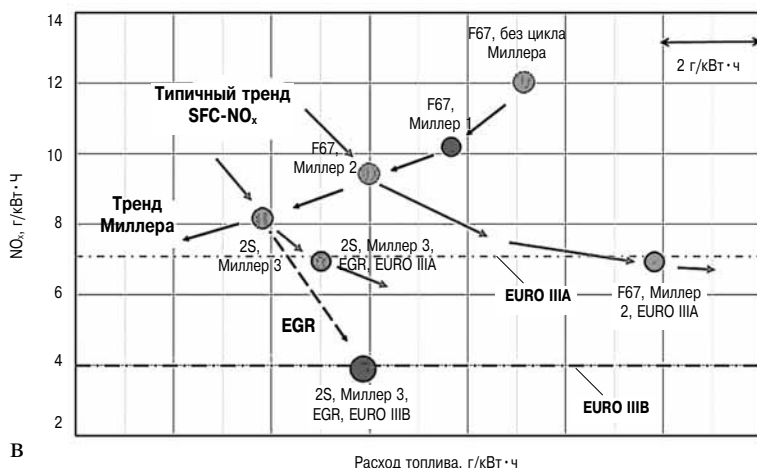 14
12
10
8
6
4
2
NOx, г/кВт·Ч
F67, без цикла
Миллера
2 г/кВт·ч
Типичный тренд
SFC-NOx
F67,
Миллер 1
F67,
Миллер 2
Тренд
Миллера
2S,
Миллер 3
2S, Миллер 3,
EGR, EURO IIIA
EURO IIIA
F67, Миллер
2, EURO IIIA
EGR
2S, Миллер 3,
EGR, EURO IIIB
EURO IIIB
В
Расход топлива, г/кВт·ч